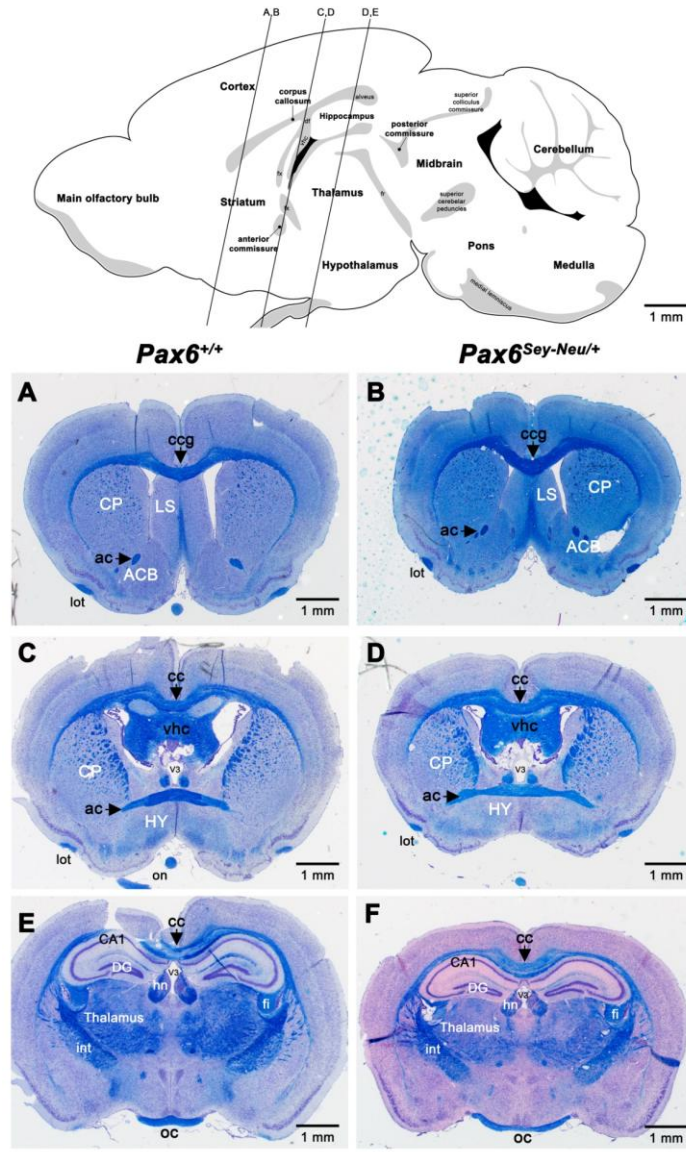 A,B C,D D,E
Cortex
corpus
callosum
alveus
superior
colliculus
commissure
Hippocampus
vhc
posterior
commissure
Cerebellum
Midbrain
fx
Main olfactory bulb
Striatum
Thalamus
fr
superior
cerebelar
peduncles
anterior
commissure
Pons
Hypothalamus
Medulla
medial lemniscus
1 mm
Pax6+/+ Pax6Sey-Neu/+
A
ccg
CP
LS
ac
ACB
lot
1 mm
B
ccg
LS
CP
ac
ACB
lot
1 mm
C
cc
vhc
CP
V3
ac
HY
lot
on
1 mm
D
cc
vhc
CP
V3
ac
HY
lot
1 mm
E
cc
CA1
V3
DG
hn
fi
Thalamus
int
oc
1 mm
F
cc
CA1
V3
DG
hn
fi
Thalamus
int
oc
1 mm